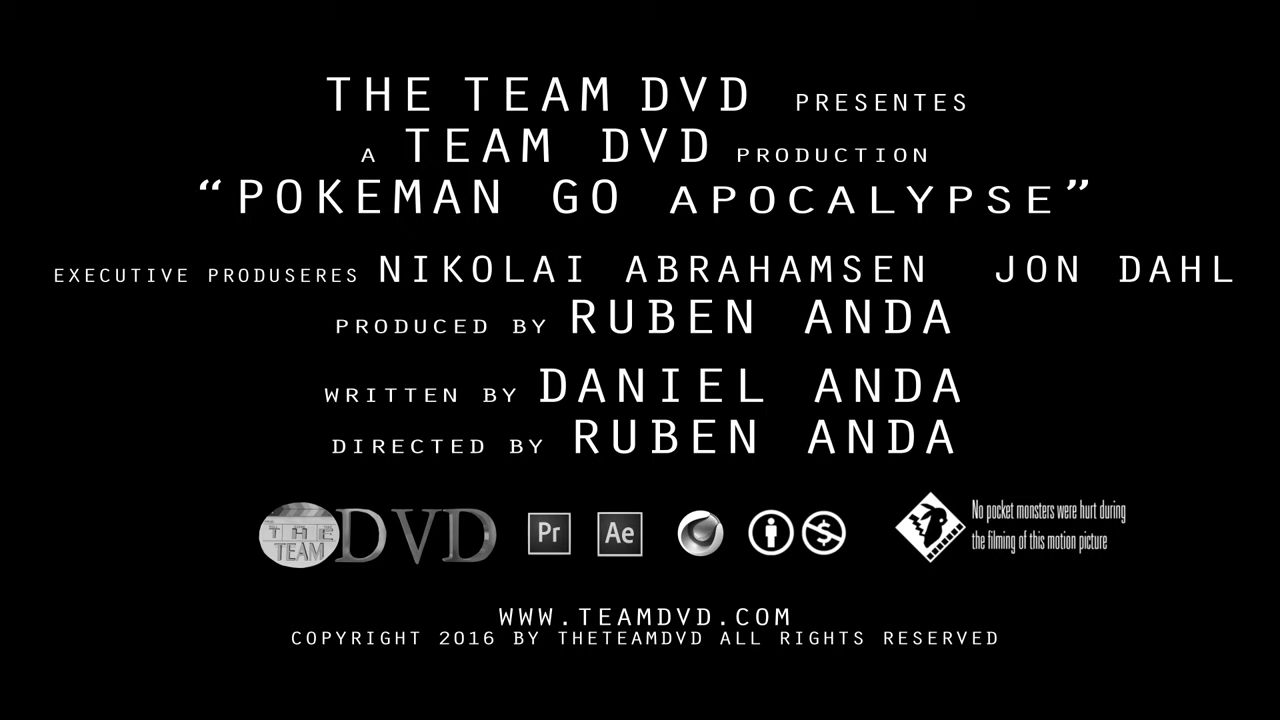 THE TEAM DVD PRESENTES
A TEAM DVD PRODUCTION
“POKEMAN GO APOCALYPSE”
EXECUTIVE PRODUSERES NIKOLAI ABRAHAMSEN JON DAHL
PRODUCED BY RUBEN ANDA
WRITTEN BY DANIEL ANDA
DIRECTED BY RUBEN ANDA
THE TEAM DVD Pr Ae
No pocket monsters were hurt during
the filming of this motion picture
WWW.TEAMDVD.COM
COPYRIGHT 2016 BY THETEAMDVD ALL RIGHTS RESERVED